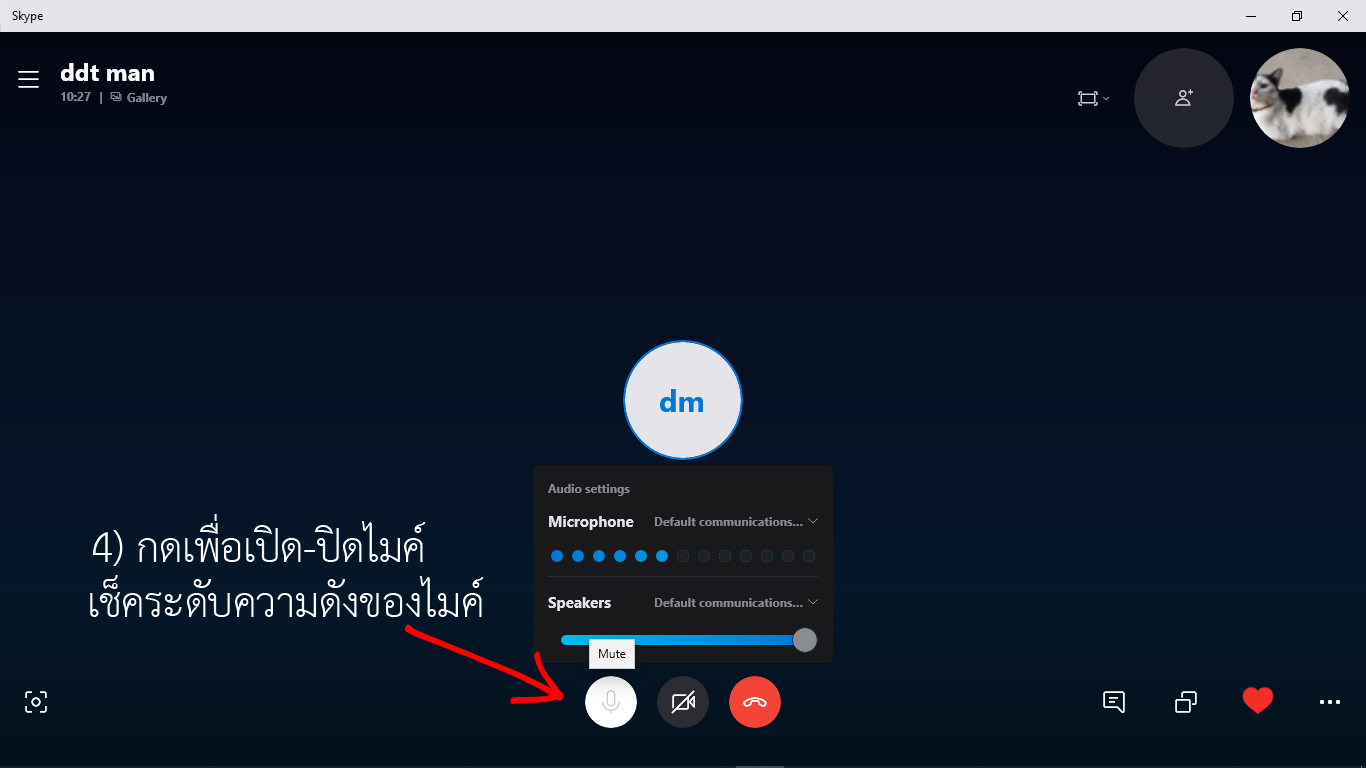 Skype
ddt man
10:27 | Gallery
dm
Audio settings
Microphone Default communications...
Speakers Default communications...
Mute
4) กดเพื่อเปิด-ปิดไมค์
เช็คระดับความดังของไมค์